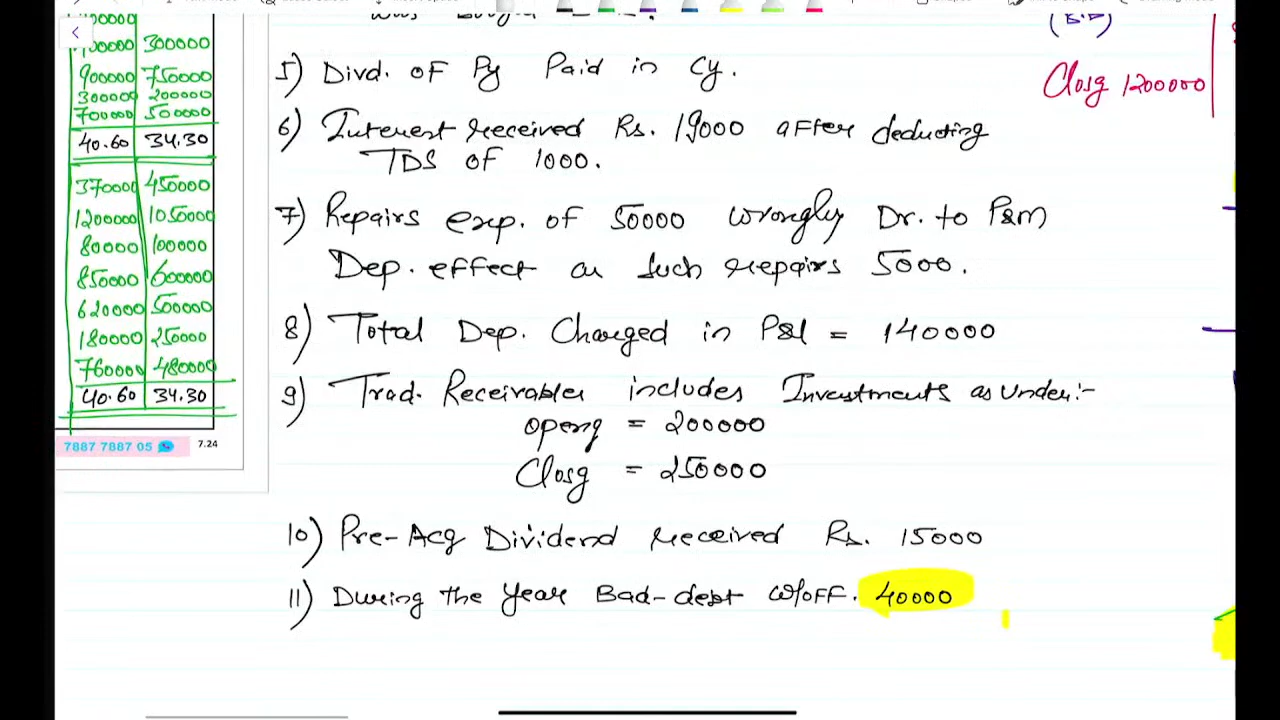 300000
900000 750000
300000 200000
700000 500000
40.60 34.30
370000 450000
1200000 1050000
80000 100000
850000 600000
620000 500000
180000 250000
760000 480000
40.60 34.30
7887 7887 05 7.24
5) Divd. of Py Paid in Cy.
6) Interest received Rs. 19000 after deducting
TDS of 1000.
7) Repairs exp. of 50000 wrongly Dr. to P&M
Dep. effect on such repairs 5000.
8) Total Dep. Charged in P&l = 140000
9) Trad. Receivables includes Investments as under:-
openg = 200000
Closg = 250000
10) Pre-Acq Dividend received Rs. 15000
11) During the year Bad-debt w/off. 40000
Closg 1200000